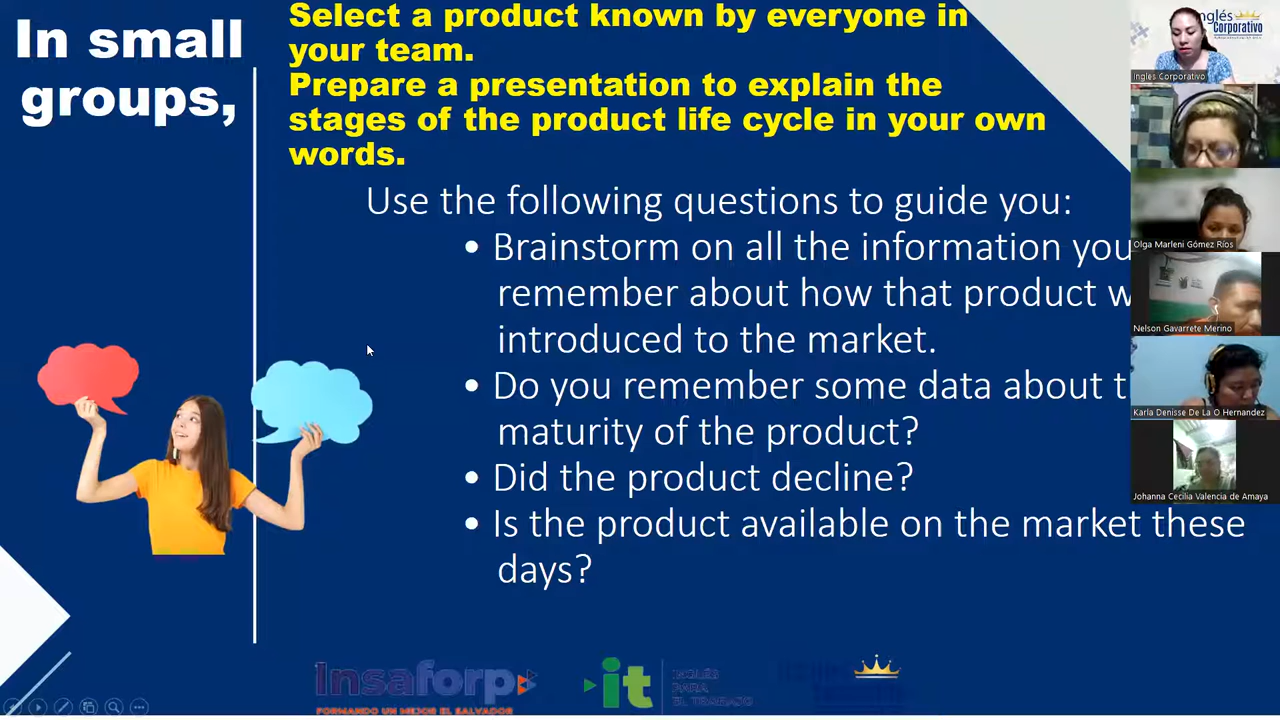 In small
groups,
Select a product known by everyone in
your team.
Prepare a presentation to explain the
stages of the product life cycle in your own
words.
Use the following questions to guide you:
• Brainstorm on all the information you
remember about how that product w
introduced to the market.
• Do you remember some data about t
maturity of the product?
• Did the product decline?
• Is the product available on the market these
days?
Insaforp
FORMANDO UN MEJOR EL SALVADOR
it
INGLÉS
PARA
EL TRABAJO
Inglés
Corporativo
Ingles Corporativo
Olga Marleni Gómez Ríos
Nelson Gavarrete Merino
Karla Denisse De La O Hernandez
Johanna Cecilia Valencia de Amaya